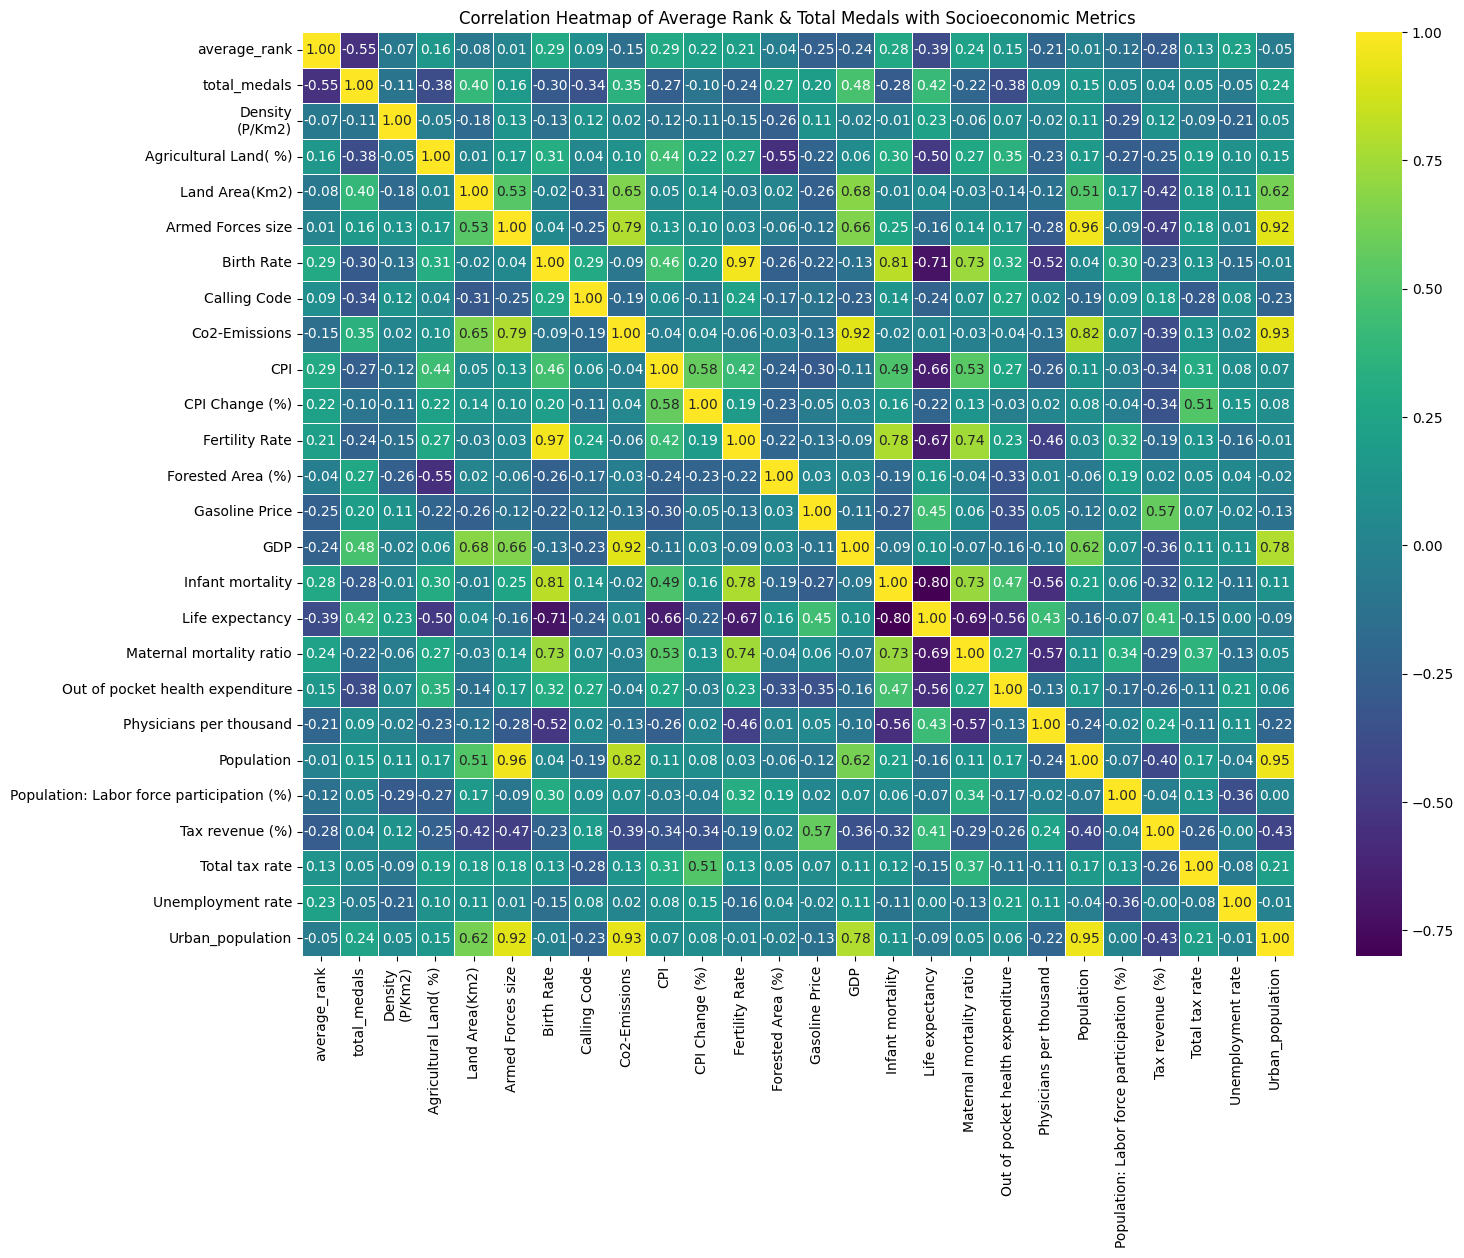 Correlation Heatmap of Average Rank & Total Medals with Socioeconomic Metrics
average_rank 1.00 -0.55 -0.07 0.16 -0.08 0.01 0.29 0.09 -0.15 0.29 0.22 0.21 -0.04 -0.25 -0.24 0.28 -0.39 0.24 0.15 -0.21 -0.01 -0.12 -0.28 0.13 0.23 -0.05
total_medals -0.55 1.00 -0.11 -0.38 0.40 0.16 -0.30 -0.34 0.35 -0.27 -0.10 -0.24 0.27 0.20 0.48 -0.28 0.42 -0.22 -0.38 0.09 0.15 0.05 0.04 0.05 -0.05 0.24
Density
(P/Km2) -0.07 -0.11 1.00 -0.05 -0.18 0.13 -0.13 0.12 0.02 -0.12 -0.11 -0.15 -0.26 0.11 -0.02 -0.01 0.23 -0.06 0.07 -0.02 0.11 -0.29 0.12 -0.09 -0.21 0.05
Agricultural Land( %) 0.16 -0.38 -0.05 1.00 0.01 0.17 0.31 0.04 0.10 0.44 0.22 0.27 -0.55 -0.22 0.06 0.30 -0.50 0.27 0.35 -0.23 0.17 -0.27 -0.25 0.19 0.10 0.15
Land Area(Km2) -0.08 0.40 -0.18 0.01 1.00 0.53 -0.02 -0.31 0.65 0.05 0.14 -0.03 0.02 -0.26 0.68 -0.01 0.04 -0.03 -0.14 -0.12 0.51 0.17 -0.42 0.18 0.11 0.62
Armed Forces size 0.01 0.16 0.13 0.17 0.53 1.00 0.04 -0.25 0.79 0.13 0.10 0.03 -0.06 -0.12 0.66 0.25 -0.16 0.14 0.17 -0.28 0.96 -0.09 -0.47 0.18 0.01 0.92
Birth Rate 0.29 -0.30 -0.13 0.31 -0.02 0.04 1.00 0.29 -0.09 0.46 0.20 0.97 -0.26 -0.22 -0.13 0.81 -0.71 0.73 0.32 -0.52 0.04 0.30 -0.23 0.13 -0.15 -0.01
Calling Code 0.09 -0.34 0.12 0.04 -0.31 -0.25 0.29 1.00 -0.19 0.06 -0.11 0.24 -0.17 -0.12 -0.23 0.14 -0.24 0.07 0.27 0.02 -0.19 0.09 0.18 -0.28 0.08 -0.23
Co2-Emissions -0.15 0.35 0.02 0.10 0.65 0.79 -0.09 -0.19 1.00 -0.04 0.04 -0.06 -0.03 -0.13 0.92 -0.02 0.01 -0.03 -0.04 -0.13 0.82 0.07 -0.39 0.13 0.02 0.93
CPI 0.29 -0.27 -0.12 0.44 0.05 0.13 0.46 0.06 -0.04 1.00 0.58 0.42 -0.24 -0.30 -0.11 0.49 -0.66 0.53 0.27 -0.26 0.11 -0.03 -0.34 0.31 0.08 0.07
CPI Change (%) 0.22 -0.10 -0.11 0.22 0.14 0.10 0.20 -0.11 0.04 0.58 1.00 0.19 -0.23 -0.05 0.03 0.16 -0.22 0.13 -0.03 0.02 0.08 -0.04 -0.34 0.51 0.15 0.08
Fertility Rate 0.21 -0.24 -0.15 0.27 -0.03 0.03 0.97 0.24 -0.06 0.42 0.19 1.00 -0.22 -0.13 -0.09 0.78 -0.67 0.74 0.23 -0.46 0.03 0.32 -0.19 0.13 -0.16 -0.01
Forested Area (%) -0.04 0.27 -0.26 -0.55 0.02 -0.06 -0.26 -0.17 -0.03 -0.24 -0.23 -0.22 1.00 0.03 0.03 -0.19 0.16 -0.04 -0.33 0.01 -0.06 0.19 0.02 0.05 0.04 -0.02
Gasoline Price -0.25 0.20 0.11 -0.22 -0.26 -0.12 -0.22 -0.12 -0.13 -0.30 -0.05 -0.13 0.03 1.00 -0.11 -0.27 0.45 0.06 -0.35 0.05 -0.12 0.02 0.57 0.07 -0.02 -0.13
GDP -0.24 0.48 -0.02 0.06 0.68 0.66 -0.13 -0.23 0.92 -0.11 0.03 -0.09 0.03 -0.11 1.00 -0.09 0.10 -0.07 -0.16 -0.10 0.62 0.07 -0.36 0.11 0.11 0.78
Infant mortality 0.28 -0.28 -0.01 0.30 -0.01 0.25 0.81 0.14 -0.02 0.49 0.16 0.78 -0.19 -0.27 -0.09 1.00 -0.80 0.73 0.47 -0.56 0.21 0.06 -0.32 0.12 -0.11 0.11
Life expectancy -0.39 0.42 0.23 -0.50 0.04 -0.16 -0.71 -0.24 0.01 -0.66 -0.22 -0.67 0.16 0.45 0.10 -0.80 1.00 -0.69 -0.56 0.43 -0.16 -0.07 0.41 -0.15 0.00 -0.09
Maternal mortality ratio 0.24 -0.22 -0.06 0.27 -0.03 0.14 0.73 0.07 -0.03 0.53 0.13 0.74 -0.04 0.06 -0.07 0.73 -0.69 1.00 0.27 -0.57 0.11 0.34 -0.29 0.37 -0.13 0.05
Out of pocket health expenditure 0.15 -0.38 0.07 0.35 -0.14 0.17 0.32 0.27 -0.04 0.27 -0.03 0.23 -0.33 -0.35 -0.16 0.47 -0.56 0.27 1.00 -0.13 0.17 -0.17 -0.26 -0.11 0.21 0.06
Physicians per thousand -0.21 0.09 -0.02 -0.23 -0.12 -0.28 -0.52 0.02 -0.13 -0.26 0.02 -0.46 0.01 0.05 -0.10 -0.56 0.43 -0.57 -0.13 1.00 -0.24 -0.02 0.24 -0.11 0.11 -0.22
Population -0.01 0.15 0.11 0.17 0.51 0.96 0.04 -0.19 0.82 0.11 0.08 0.03 -0.06 -0.12 0.62 0.21 -0.16 0.11 0.17 -0.24 1.00 -0.07 -0.40 0.17 -0.04 0.95
Population: Labor force participation (%) -0.12 0.05 -0.29 -0.27 0.17 -0.09 0.30 0.09 0.07 -0.03 -0.04 0.32 0.19 0.02 0.07 0.06 -0.07 0.34 -0.17 -0.02 -0.07 1.00 -0.04 0.13 -0.36 0.00
Tax revenue (%) -0.28 0.04 0.12 -0.25 -0.42 -0.47 -0.23 0.18 -0.39 -0.34 -0.34 -0.19 0.02 0.57 -0.36 -0.32 0.41 -0.29 -0.26 0.24 -0.40 -0.04 1.00 -0.26 -0.00 -0.43
Total tax rate 0.13 0.05 -0.09 0.19 0.18 0.18 0.13 -0.28 0.13 0.31 0.51 0.13 0.05 0.07 0.11 0.12 -0.15 0.37 -0.11 -0.11 0.17 0.13 -0.26 1.00 -0.08 0.21
Unemployment rate 0.23 -0.05 -0.21 0.10 0.11 0.01 -0.15 0.08 0.02 0.08 0.15 -0.16 0.04 -0.02 0.11 -0.11 0.00 -0.13 0.21 0.11 -0.04 -0.36 -0.00 -0.08 1.00 -0.01
Urban_population -0.05 0.24 0.05 0.15 0.62 0.92 -0.01 -0.23 0.93 0.07 0.08 -0.01 -0.02 -0.13 0.78 0.11 -0.09 0.05 0.06 -0.22 0.95 0.00 -0.43 0.21 -0.01 1.00
average_rank
total_medals
Density
(P/Km2)
Agricultural Land( %)
Land Area(Km2)
Armed Forces size
Birth Rate
Calling Code
Co2-Emissions
CPI
CPI Change (%)
Fertility Rate
Forested Area (%)
Gasoline Price
GDP
Infant mortality
Life expectancy
Maternal mortality ratio
Out of pocket health expenditure
Physicians per thousand
Population
Population: Labor force participation (%)
Tax revenue (%)
Total tax rate
Unemployment rate
Urban_population
1.00
0.75
0.50
0.25
0.00
−0.25
−0.50
−0.75